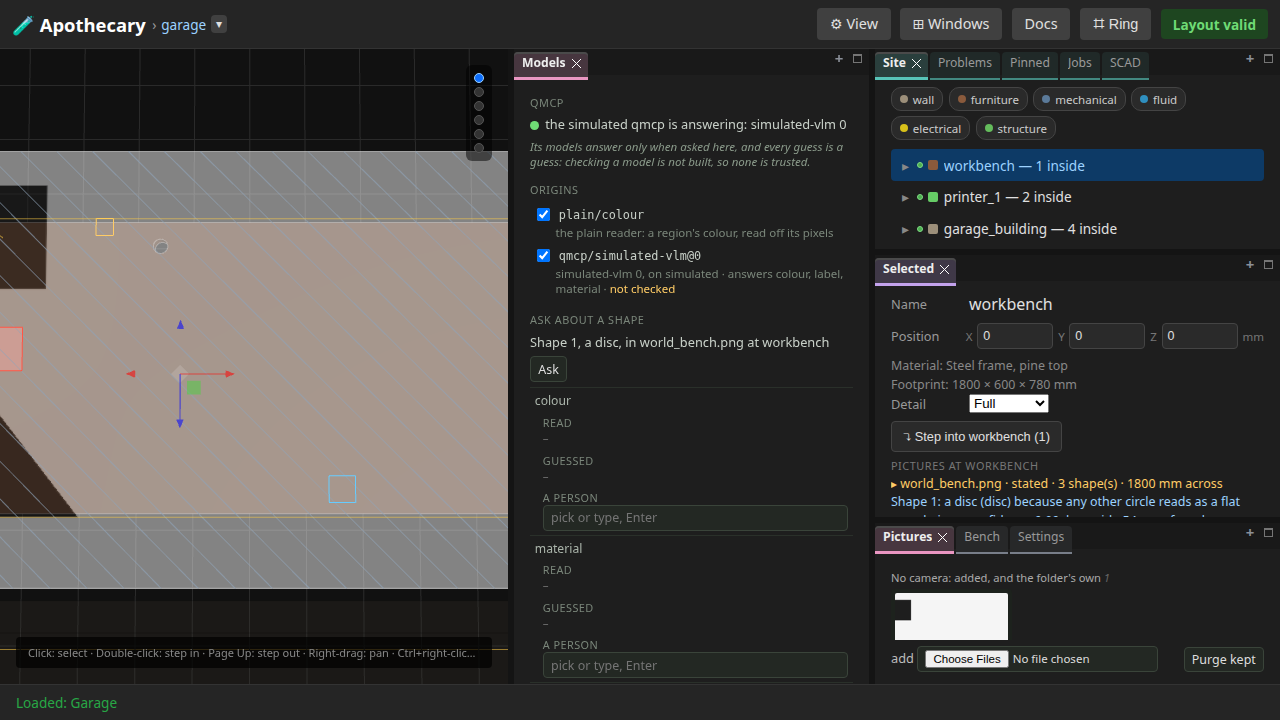 Apothecary › garage ▾
⚙ View
⊞ Windows
Docs
⌗ Ring
Layout valid
Models
QMCP
the simulated qmcp is answering: simulated-vlm 0
Its models answer only when asked here, and every guess is a
guess: checking a model is not built, so none is trusted.
ORIGINS
plain/colour
the plain reader: a region's colour, read off its pixels
qmcp/simulated-vlm@0
simulated-vlm 0, on simulated · answers colour, label,
material · not checked
ASK ABOUT A SHAPE
Shape 1, a disc, in world_bench.png at workbench
Ask
colour
READ
–
GUESSED
–
A PERSON
pick or type, Enter
material
READ
–
GUESSED
–
A PERSON
pick or type, Enter
Site
Problems
Pinned
Jobs
SCAD
wall
furniture
mechanical
fluid
electrical
structure
▸ workbench — 1 inside
▸ printer_1 — 2 inside
▸ garage_building — 4 inside
Selected
Name workbench
Position X 0 Y 0 Z 0 mm
Material: Steel frame, pine top
Footprint: 1800 × 600 × 780 mm
Detail Full
⤵ Step into workbench (1)
PICTURES AT WORKBENCH
▸ world_bench.png · stated · 3 shape(s) · 1800 mm across
Shape 1: a disc (disc) because any other circle reads as a flat
Pictures
Bench
Settings
No camera: added, and the folder's own 1
add Choose Files No file chosen
Purge kept
Click: select · Double-click: step in · Page Up: step out · Right-drag: pan · Ctrl+right-clic...
Loaded: Garage